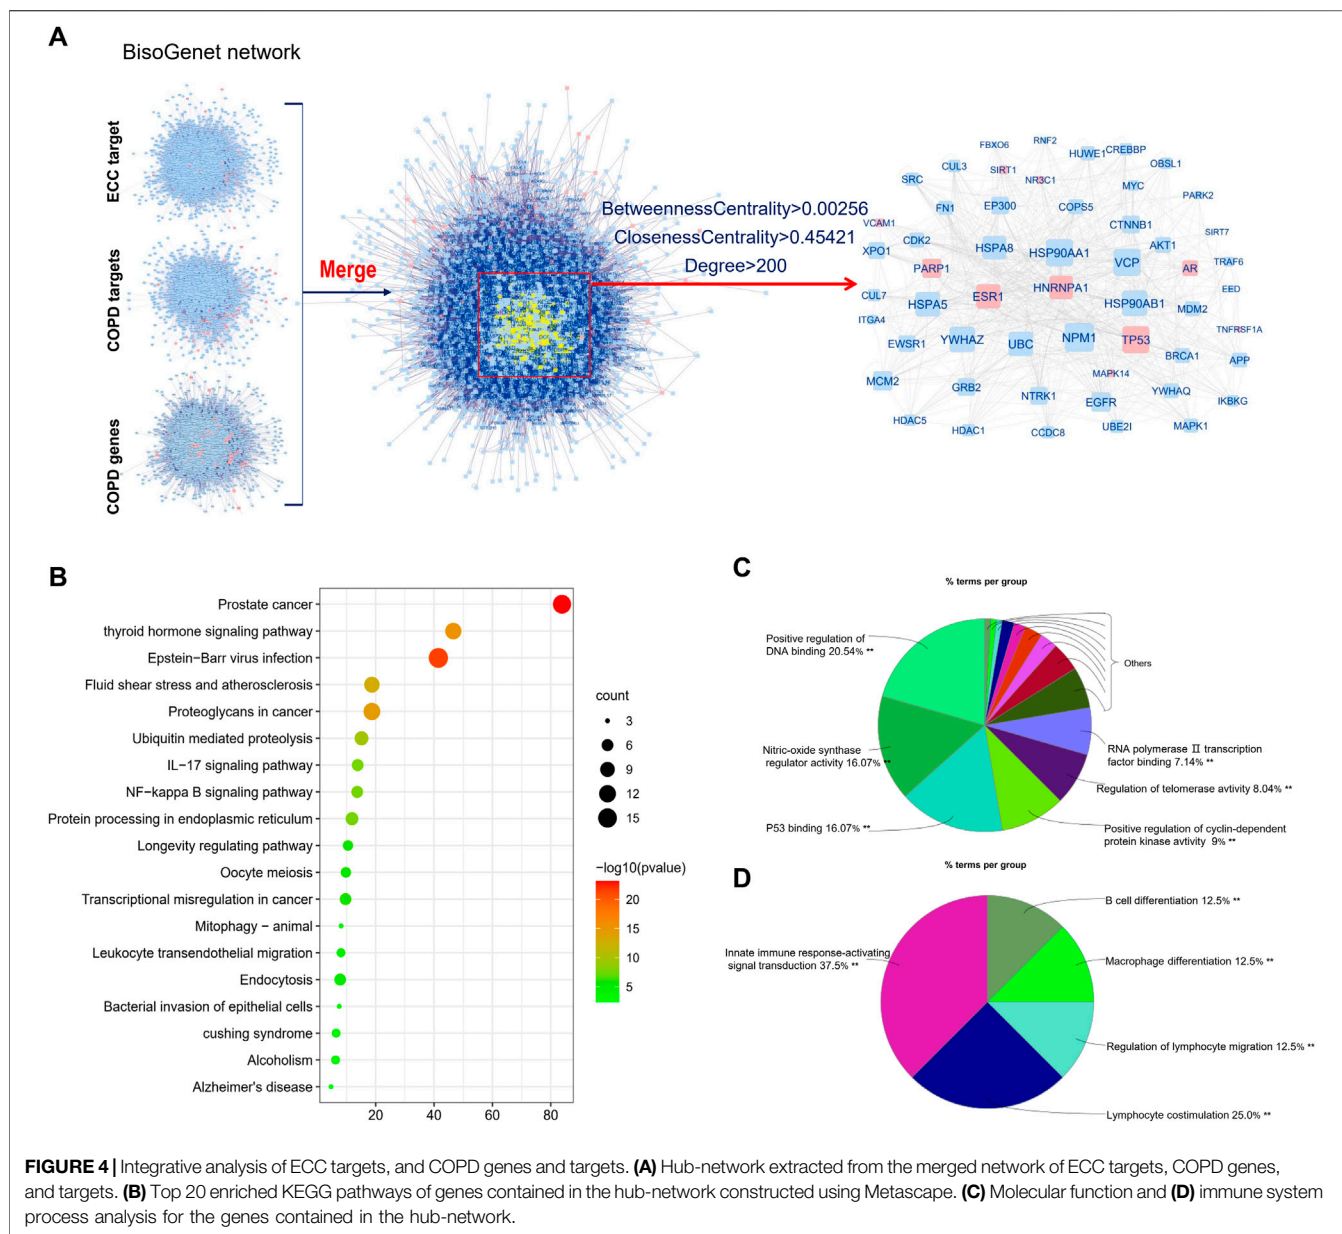 A
BisoGenet network
ECC target
COPD targets
COPD genes
Merge
BetweennessCentrality>0.00256
ClosenessCentrality>0.45421
Degree>200
FBXO6
RNF2
HUWE1
CREBBP
OBSL1
CUL3
SIRT1
NR3C1
SRC
MYC
PARK2
FN1
EP300
COPS5
VCAM1
CTNNB1
SIRT7
CDK2
HSPA8
HSP90AA1
AKT1
XPO1
VCP
TRAF6
PARP1
AR
CUL7
ESR1
HNRNPA1
EED
HSPA5
HSP90AB1
MDM2
ITGA4
TNFRSF1A
EWSR1
YWHAZ
UBC
NPM1
TP53
BRCA1
APP
MAPK14
MCM2
GRB2
NTRK1
EGFR
YWHAQ
IKBKG
HDAC5
HDAC1
CCDC8
UBE2I
MAPK1
B
Prostate cancer
thyroid hormone signaling pathway
Epstein−Barr virus infection
Fluid shear stress and atherosclerosis
Proteoglycans in cancer
Ubiquitin mediated proteolysis
IL−17 signaling pathway
NF−kappa B signaling pathway
Protein processing in endoplasmic reticulum
Longevity regulating pathway
Oocyte meiosis
Transcriptional misregulation in cancer
Mitophagy − animal
Leukocyte transendothelial migration
Endocytosis
Bacterial invasion of epithelial cells
cushing syndrome
Alcoholism
Alzheimer's disease
20 40 60 80
count
3
6
9
12
15
−log10(pvalue)
20
15
10
5
C
% terms per group
Positive regulation of
DNA binding 20.54% **
Others
Nitric-oxide synthase
regulator activity 16.07% **
RNA polymerase Ⅱ transcription
factor binding 7.14% **
Regulation of telomerase avtivity 8.04% **
P53 binding 16.07% **
Positive regulation of cyclin-dependent
protein kinase avtivity 9% **
D
% terms per group
B cell differentiation 12.5% **
Innate immune response-activating
signal transduction 37.5% **
Macrophage differentiation 12.5% **
Regulation of lymphocyte migration 12.5% **
Lymphocyte costimulation 25.0% **
FIGURE 4 | Integrative analysis of ECC targets, and COPD genes and targets. (A) Hub-network extracted from the merged network of ECC targets, COPD genes,
and targets. (B) Top 20 enriched KEGG pathways of genes contained in the hub-network constructed using Metascape. (C) Molecular function and (D) immune system
process analysis for the genes contained in the hub-network.